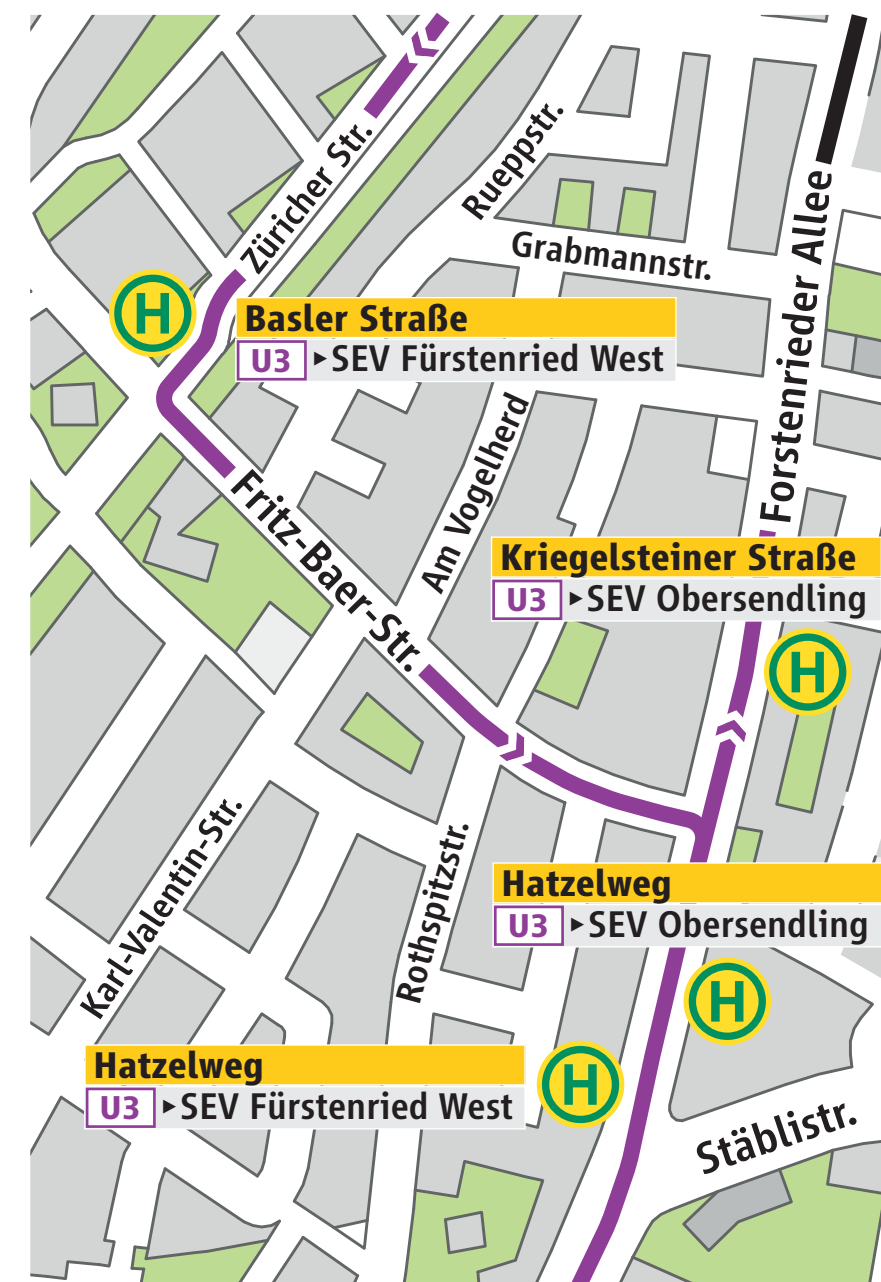 Züricher Str.
Rueppstr.
Grabmannstr.
Forstenrieder Allee
H
Basler Straße
U3 ▸SEV Fürstenried West
Am Vogelherd
Fritz-Baer-Str.
Kriegelsteiner Straße
U3 ▸SEV Obersendling
H
Karl-Valentin-Str.
Rothspitzstr.
Hatzelweg
U3 ▸SEV Obersendling
H
Hatzelweg
U3 ▸SEV Fürstenried West
H
Stäblistr.